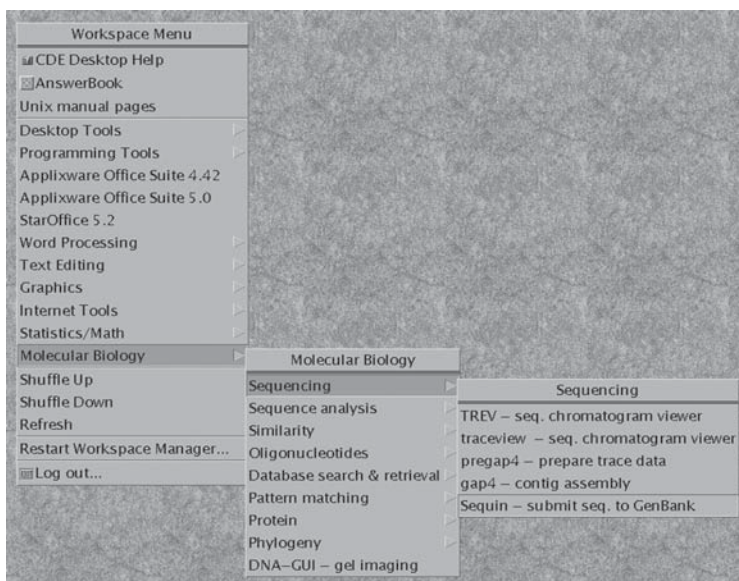 Workspace Menu
CDE Desktop Help
AnswerBook
Unix manual pages
Desktop Tools
Programming Tools
Applixware Office Suite 4.42
Applixware Office Suite 5.0
StarOffice 5.2
Word Processing
Text Editing
Graphics
Internet Tools
Statistics/Math
Molecular Biology
Shuffle Up
Shuffle Down
Refresh
Restart Workspace Manager...
Log out...
Molecular Biology
Sequencing
Sequence analysis
Similarity
Oligonucleotides
Database search & retrieval
Pattern matching
Protein
Phylogeny
DNA–GUI – gel imaging
Sequencing
TREV – seq. chromatogram viewer
traceview – seq. chromatogram viewer
pregap4 – prepare trace data
gap4 – contig assembly
Sequin – submit seq. to GenBank